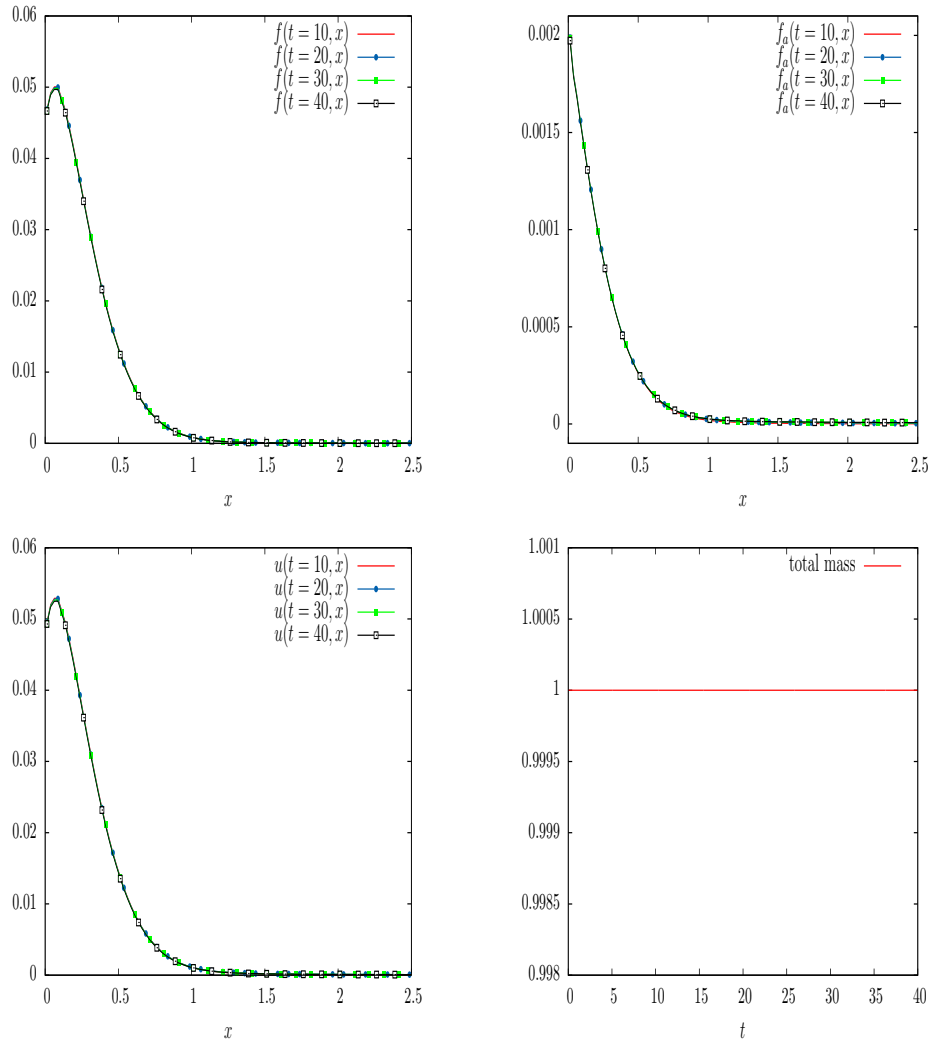 0.06
0.05
0.04
0.03
0.02
0.01
0
0 0.5 1 1.5 2 2.5
x
f(t = 10, x)
f(t = 20, x)
f(t = 30, x)
f(t = 40, x)
0.002
0.0015
0.001
0.0005
0
0 0.5 1 1.5 2 2.5
x
f_a(t = 10, x)
f_a(t = 20, x)
f_a(t = 30, x)
f_a(t = 40, x)
0.06
0.05
0.04
0.03
0.02
0.01
0
0 0.5 1 1.5 2 2.5
x
u(t = 10, x)
u(t = 20, x)
u(t = 30, x)
u(t = 40, x)
1.001
1.0005
1
0.9995
0.999
0.9985
0.998
0 5 10 15 20 25 30 35 40
t
total mass